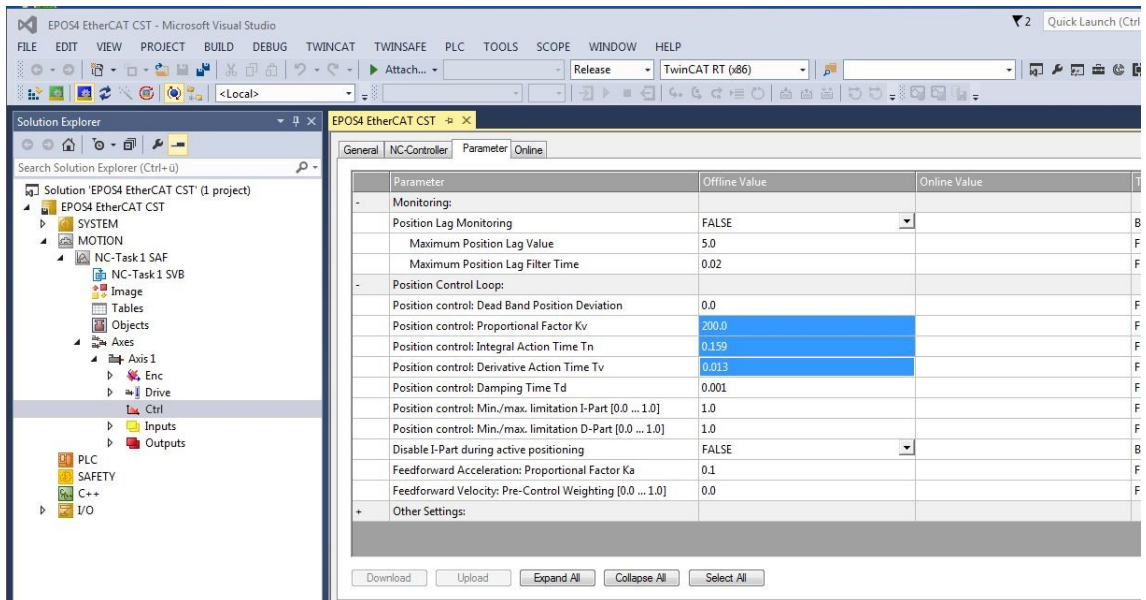 EPOS4 EtherCAT CST - Microsoft Visual Studio
2 Quick Launch (Ctrl
FILE EDIT VIEW PROJECT BUILD DEBUG TWINCAT TWINSAFE PLC TOOLS SCOPE WINDOW HELP
Attach... Release TwinCAT RT (x86)
<Local>
Solution Explorer
Search Solution Explorer (Ctrl+ü)
Solution 'EPOS4 EtherCAT CST' (1 project)
EPOS4 EtherCAT CST
SYSTEM
MOTION
NC-Task 1 SAF
NC-Task 1 SVB
Image
Tables
Objects
Axes
Axis 1
Enc
Drive
Ctrl
Inputs
Outputs
PLC
SAFETY
C++
I/O
EPOS4 EtherCAT CST
General NC-Controller Parameter Online
Parameter Offline Value Online Value T
- Monitoring:
Position Lag Monitoring FALSE B
Maximum Position Lag Value 5.0 F
Maximum Position Lag Filter Time 0.02 F
- Position Control Loop:
Position control: Dead Band Position Deviation 0.0 F
Position control: Proportional Factor Kv 200.0 F
Position control: Integral Action Time Tn 0.159 F
Position control: Derivative Action Time Tv 0.013 F
Position control: Damping Time Td 0.001 F
Position control: Min./max. limitation I-Part [0.0 ... 1.0] 1.0 F
Position control: Min./max. limitation D-Part [0.0 ... 1.0] 1.0 F
Disable I-Part during active positioning FALSE B
Feedforward Acceleration: Proportional Factor Ka 0.1 F
Feedforward Velocity: Pre-Control Weighting [0.0 ... 1.0] 0.0 F
+ Other Settings:
Download Upload Expand All Collapse All Select All